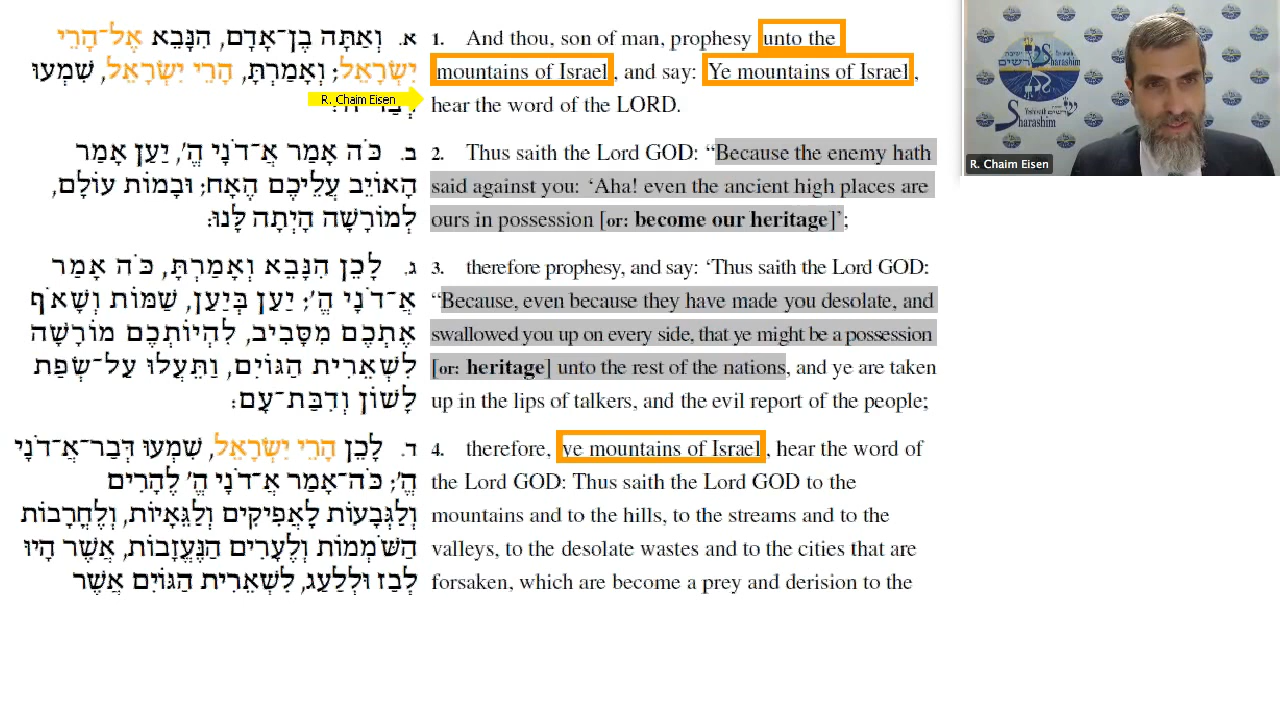 א. וְאַתָּה בֶן־אָדָם, הִנָּבֵא אֶל־הָרֵי
יִשְׂרָאֵל; וְאָמַרְתָּ, הָרֵי יִשְׂרָאֵל, שִׁמְעוּ
ב. כֹּה אָמַר אֲ־דֹנָי הֱ', יַעַן אָמַר
הָאוֹיֵב עֲלֵיכֶם הֶאָח; וּבָמוֹת עוֹלָם,
לְמוֹרָשָׁה הָיְתָה לָּנוּ:
ג. לָכֵן הִנָּבֵא וְאָמַרְתָּ, כֹּה אָמַר
אֲ־דֹנָי הֱ'; יַעַן בְּיַעַן, שַׁמּוֹת וְשָׁאֹף
אֶתְכֶם מִסָּבִיב, לִהְיוֹתְכֶם מוֹרָשָׁה
לִשְׁאֵרִית הַגּוֹיִם, וַתֵּעֲלוּ עַל־שְׂפַת
לָשׁוֹן וְדִבַּת־עָם:
ד. לָכֵן הָרֵי יִשְׂרָאֵל, שִׁמְעוּ דְּבַר־אֲ־דֹנָי
הֱ'; כֹּה־אָמַר אֲ־דֹנָי הֱ' לֶהָרִים
וְלַגְּבָעוֹת לָאֲפִיקִים וְלַגֵּאָיוֹת, וְלֶחֳרָבוֹת
הַשֹּׁמְמוֹת וְלֶעָרִים הַנֶּעֱזָבוֹת, אֲשֶׁר הָיוּ
לְבַז וּלְלַעַג, לִשְׁאֵרִית הַגּוֹיִם אֲשֶׁר
R. Chaim Eisen
1. And thou, son of man, prophesy unto the
mountains of Israel, and say: Ye mountains of Israel,
hear the word of the LORD.
2. Thus saith the Lord GOD: “Because the enemy hath
said against you: ‘Aha! even the ancient high places are
ours in possession [or: become our heritage]’;
3. therefore prophesy, and say: ‘Thus saith the Lord GOD:
“Because, even because they have made you desolate, and
swallowed you up on every side, that ye might be a possession
[or: heritage] unto the rest of the nations, and ye are taken
up in the lips of talkers, and the evil report of the people;
4. therefore, ye mountains of Israel, hear the word of
the Lord GOD: Thus saith the Lord GOD to the
mountains and to the hills, to the streams and to the
valleys, to the desolate wastes and to the cities that are
forsaken, which are become a prey and derision to the
Yeshivath
Sharashim
R. Chaim Eisen